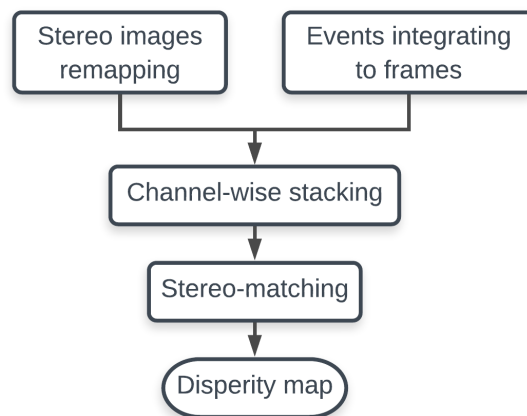 Stereo images
remapping
Events integrating
to frames
Channel-wise stacking
Stereo-matching
Disperity map